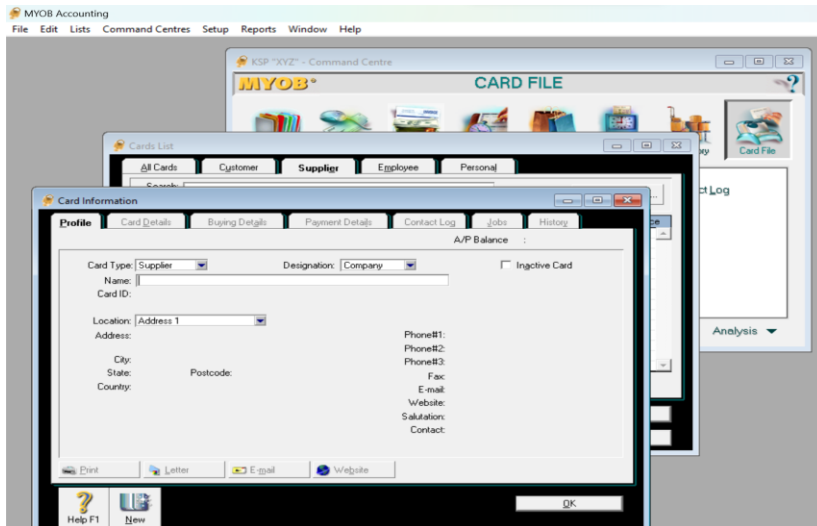 MYOB Accounting
File Edit Lists Command Centres Setup Reports Window Help
KSP "XYZ" - Command Centre
MYOB CARD FILE
Card File
Cards List
All Cards Customer Supplier Employee Personal
Search:
Log
Card Information
Profile Card Details Buying Details Payment Details Contact Log Jobs History
A/P Balance :
Card Type: Supplier Designation: Company Inactive Card
Name:
Card ID:
Location: Address 1
Address: Phone#1:
Phone#2:
City: Phone#3:
State: Postcode: Fax:
Country: E-mail:
Website:
Salutation:
Contact:
Analysis
Print Letter E-mail Website
Help F1 New OK